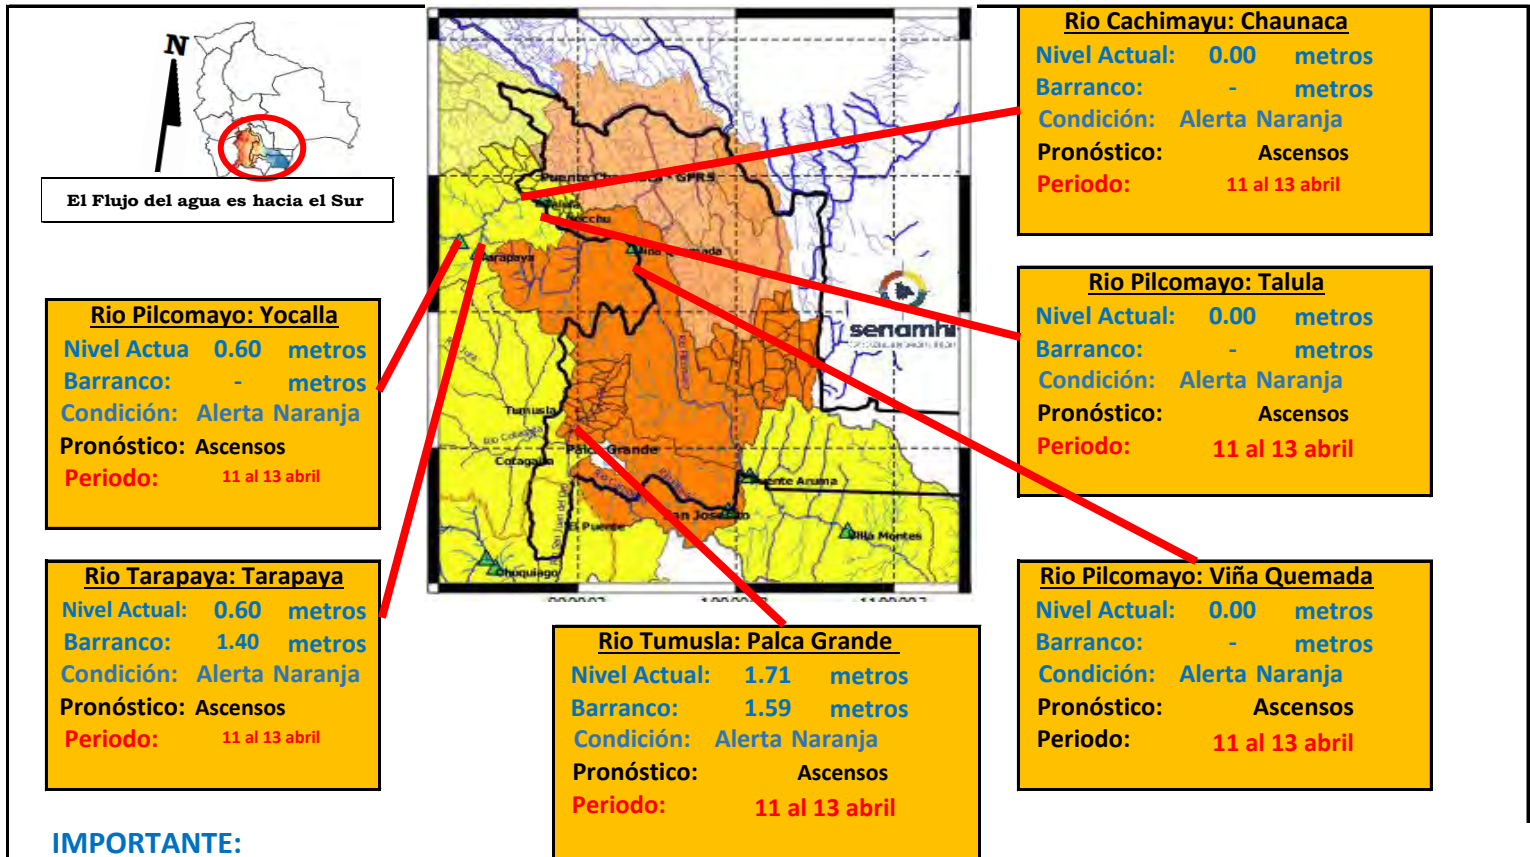 N
El Flujo del agua es hacia el Sur
Rio Cachimayu: Chaunaca
Nivel Actual: 0.00 metros
Barranco: - metros
Condición: Alerta Naranja
Pronóstico: Ascensos
Periodo: 11 al 13 abril
Rio Pilcomayo: Talula
Nivel Actual: 0.00 metros
Barranco: - metros
Condición: Alerta Naranja
Pronóstico: Ascensos
Periodo: 11 al 13 abril
Rio Pilcomayo: Yocalla
Nivel Actua 0.60 metros
Barranco: - metros
Condición: Alerta Naranja
Pronóstico: Ascensos
Periodo: 11 al 13 abril
Rio Tarapaya: Tarapaya
Nivel Actual: 0.60 metros
Barranco: 1.40 metros
Condición: Alerta Naranja
Pronóstico: Ascensos
Periodo: 11 al 13 abril
Rio Tumusla: Palca Grande
Nivel Actual: 1.71 metros
Barranco: 1.59 metros
Condición: Alerta Naranja
Pronóstico: Ascensos
Periodo: 11 al 13 abril
Rio Pilcomayo: Viña Quemada
Nivel Actual: 0.00 metros
Barranco: - metros
Condición: Alerta Naranja
Pronóstico: Ascensos
Periodo: 11 al 13 abril
Puente
GPRS
Tarapaya
senamhi
Tumusla
Rio Cotagaita
Palca Grande
Cotagaita
Puente Aruma
San Josecito
El Puente
Villa Montes
Chuquiago
IMPORTANTE: